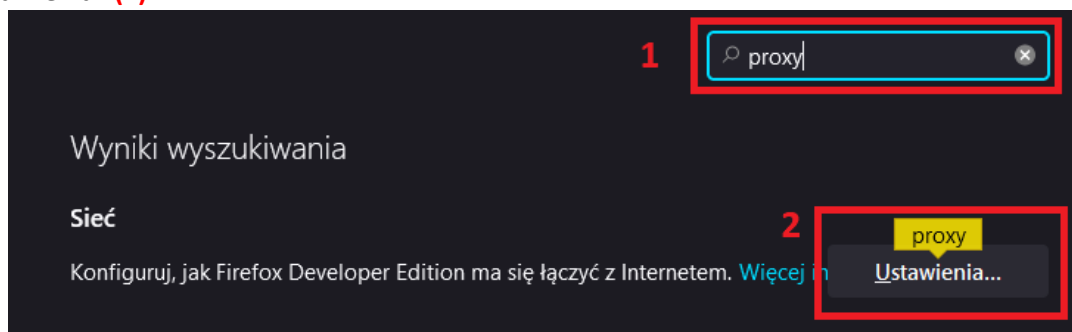 1
proxy
Wyniki wyszukiwania
Sieć
2
proxy
Konfiguruj, jak Firefox Developer Edition ma się łączyć z Internetem. Więcej
Ustawienia...